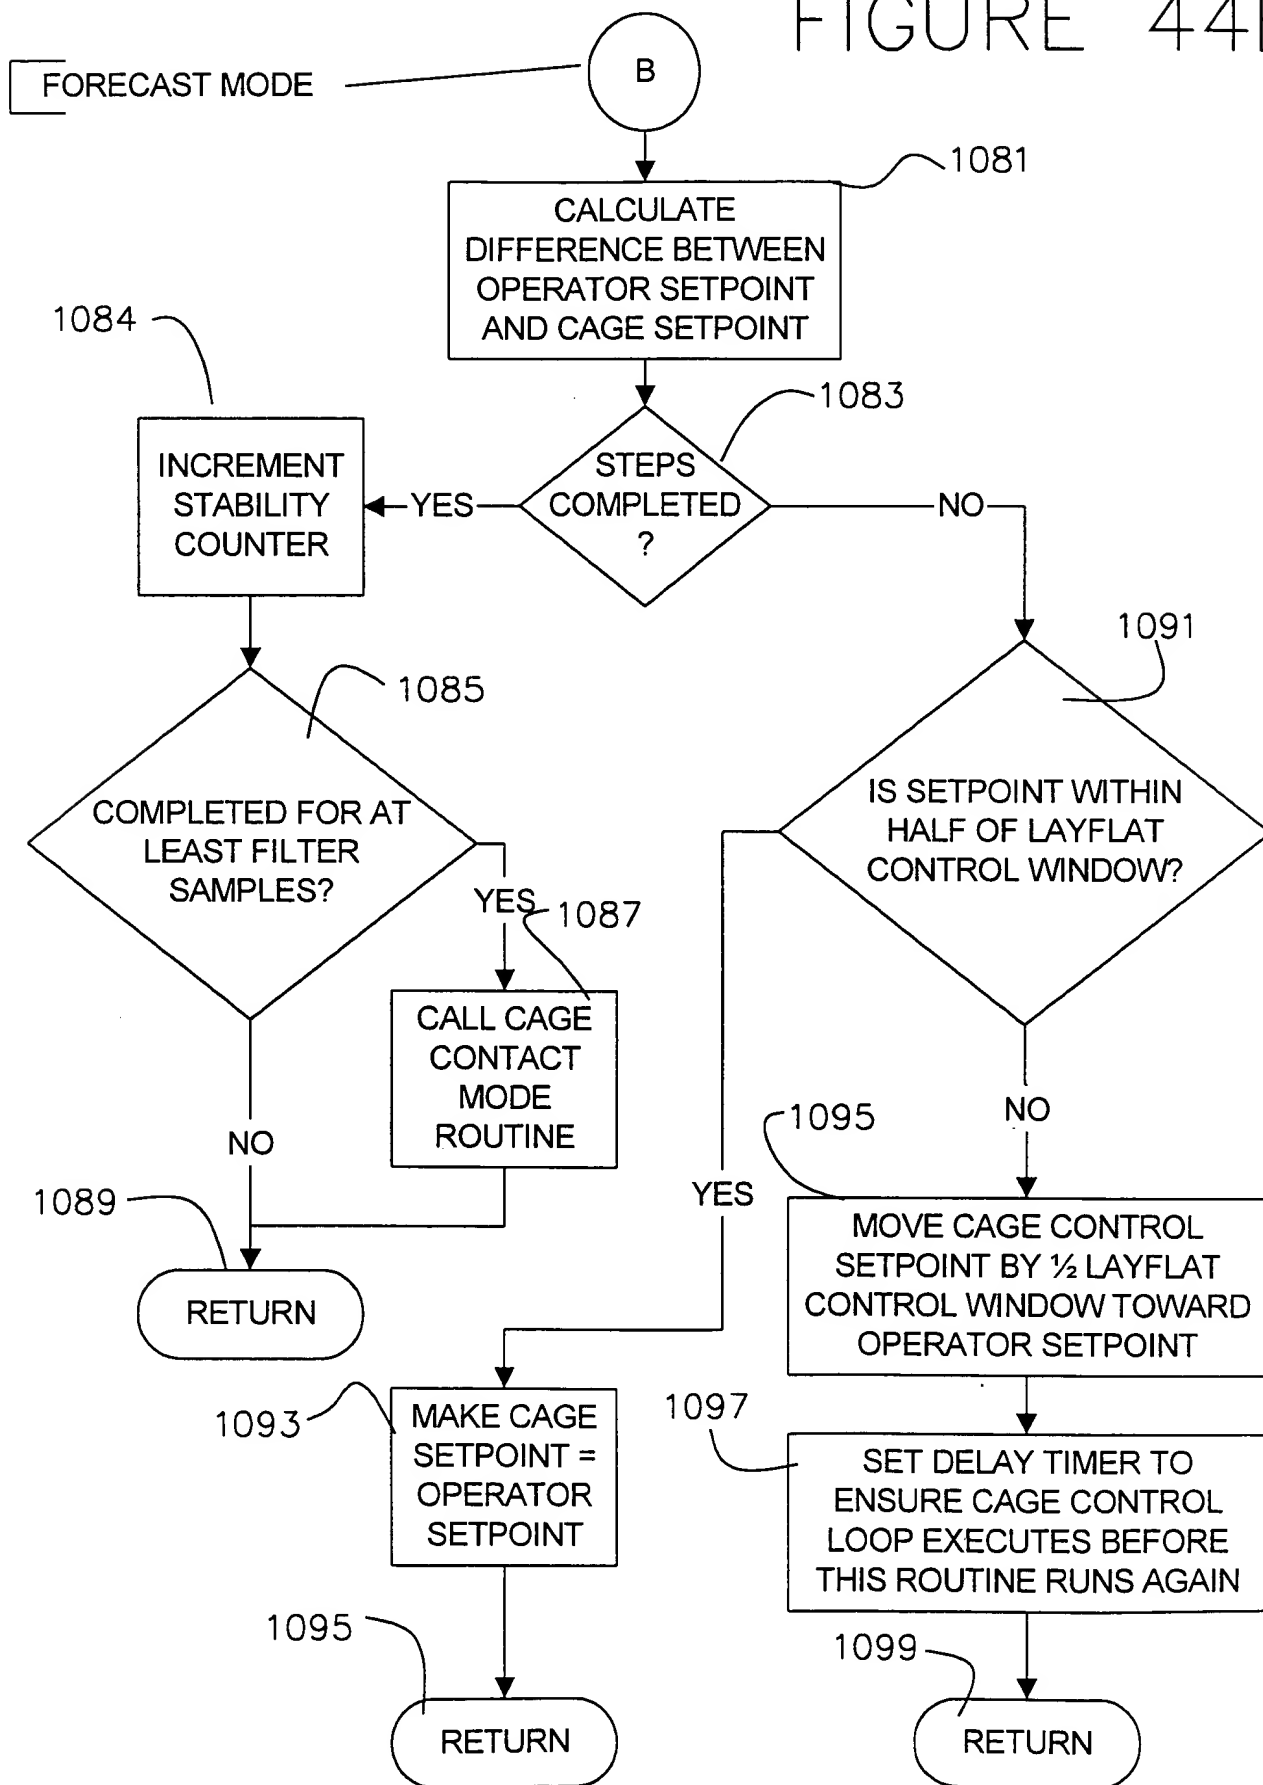 FIGURE 44
FORECAST MODE
B
1081
CALCULATE
DIFFERENCE BETWEEN
OPERATOR SETPOINT
AND CAGE SETPOINT
1084
1083
INCREMENT
STABILITY
COUNTER
YES
STEPS
COMPLETED
?
NO
1091
1085
COMPLETED FOR AT
LEAST FILTER
SAMPLES?
IS SETPOINT WITHIN
HALF OF LAYFLAT
CONTROL WINDOW?
YES
1087
CALL CAGE
CONTACT
MODE
ROUTINE
NO
NO
1095
YES
1089
RETURN
MOVE CAGE CONTROL
SETPOINT BY ½ LAYFLAT
CONTROL WINDOW TOWARD
OPERATOR SETPOINT
1093
MAKE CAGE
SETPOINT =
OPERATOR
SETPOINT
1097
SET DELAY TIMER TO
ENSURE CAGE CONTROL
LOOP EXECUTES BEFORE
THIS ROUTINE RUNS AGAIN
1095
RETURN
1099
RETURN